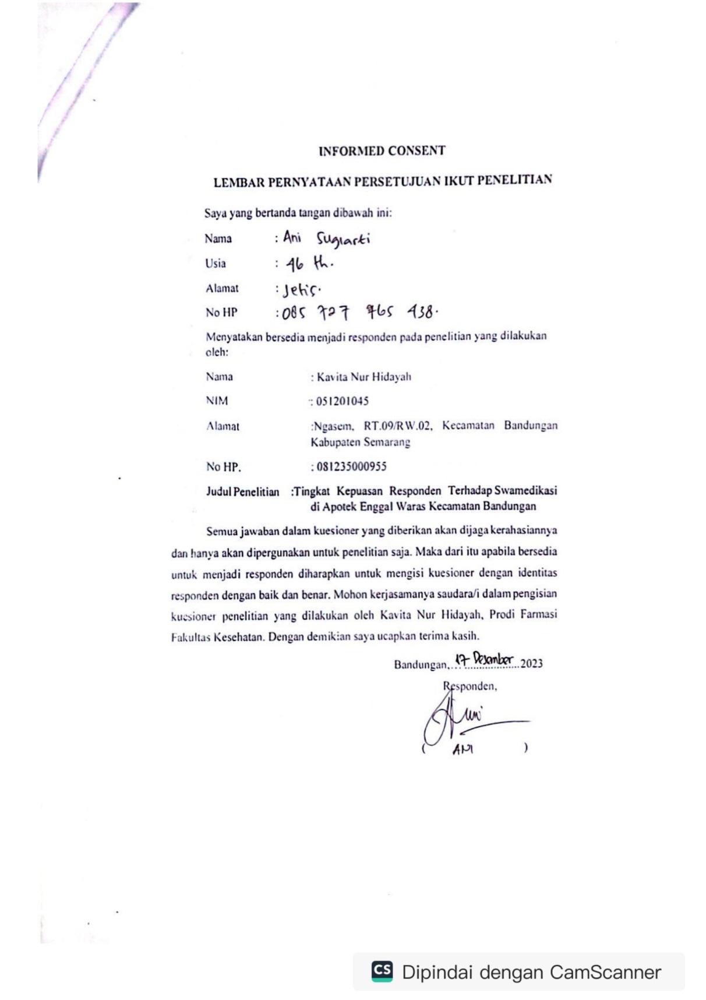 INFORMED CONSENT
LEMBAR PERNYATAAN PERSETUJUAN IKUT PENELITIAN
Saya yang bertanda tangan dibawah ini:
Nama : Ani Sugiarti
Usia : 46 th.
Alamat : Jetis.
No HP : 085 727 765 438.
Menyatakan bersedia menjadi responden pada penelitian yang dilakukan
oleh:
Nama : Kavita Nur Hidayah
NIM : 051201045
Alamat :Ngasem, RT.09/RW.02, Kecamatan Bandungan
Kabupaten Semarang
No HP. : 081235000955
Judul Penelitian :Tingkat Kepuasan Responden Terhadap Swamedikasi
di Apotek Enggal Waras Kecamatan Bandungan
Semua jawaban dalam kuesioner yang diberikan akan dijaga kerahasiannya
dan hanya akan dipergunakan untuk penelitian saja. Maka dari itu apabila bersedia
untuk menjadi responden diharapkan untuk mengisi kuesioner dengan identitas
responden dengan baik dan benar. Mohon kerjasamanya saudara/i dalam pengisian
kuesioner penelitian yang dilakukan oleh Kavita Nur Hidayah, Prodi Farmasi
Fakultas Kesehatan. Dengan demikian saya ucapkan terima kasih.
Bandungan, 17 Desember 2023
Responden,
Ani
( ANI )
CS Dipindai dengan CamScanner